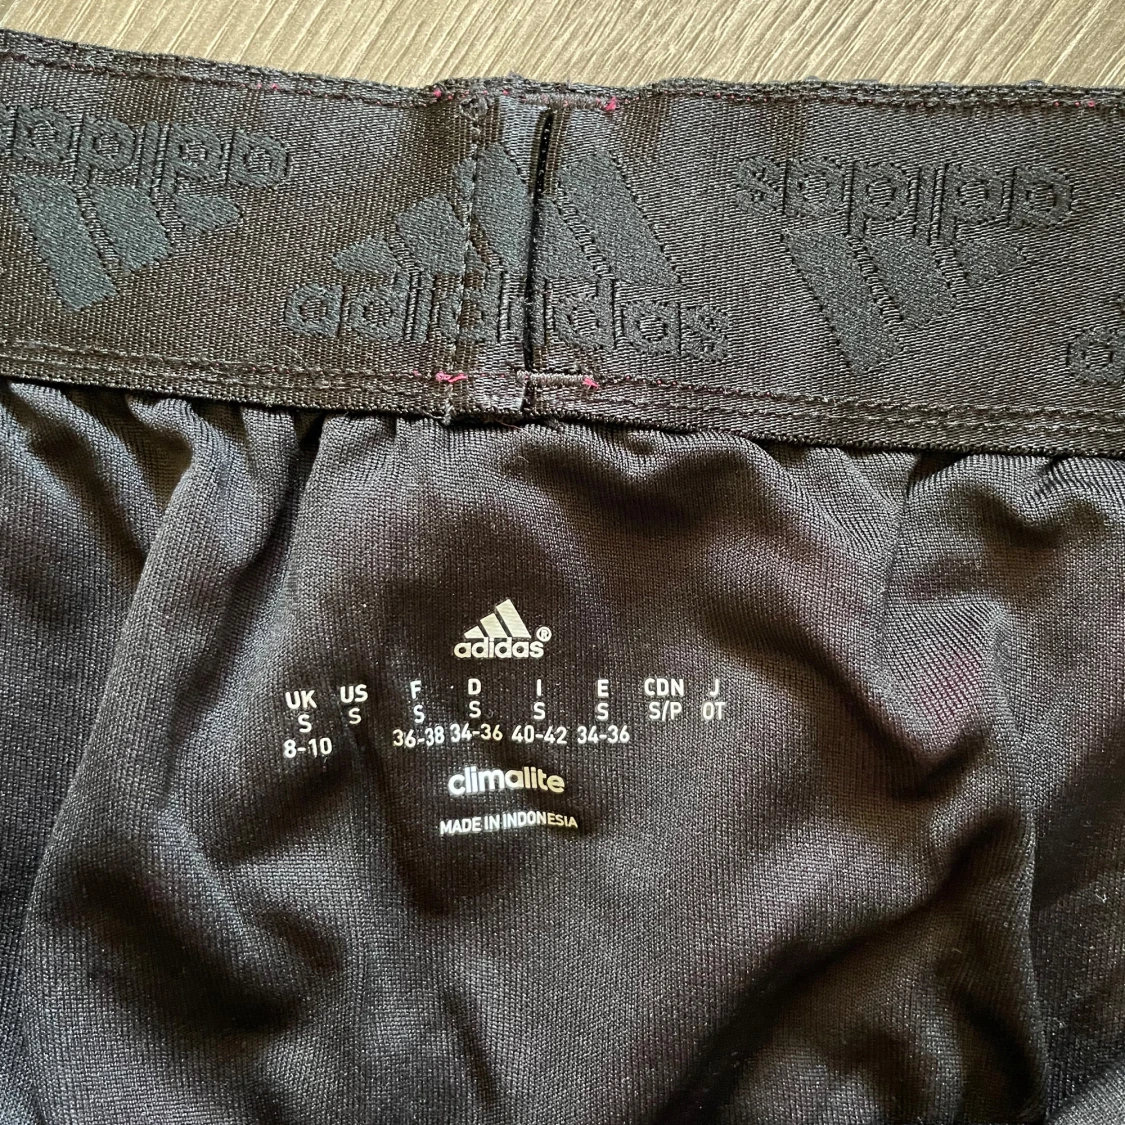 adidas
adidas
adidas
adidas®
UK US F D I E CDN J
S S S S S S S/P OT
8-10 36-38 34-36 40-42 34-36
climalite
MADE IN INDONESIA